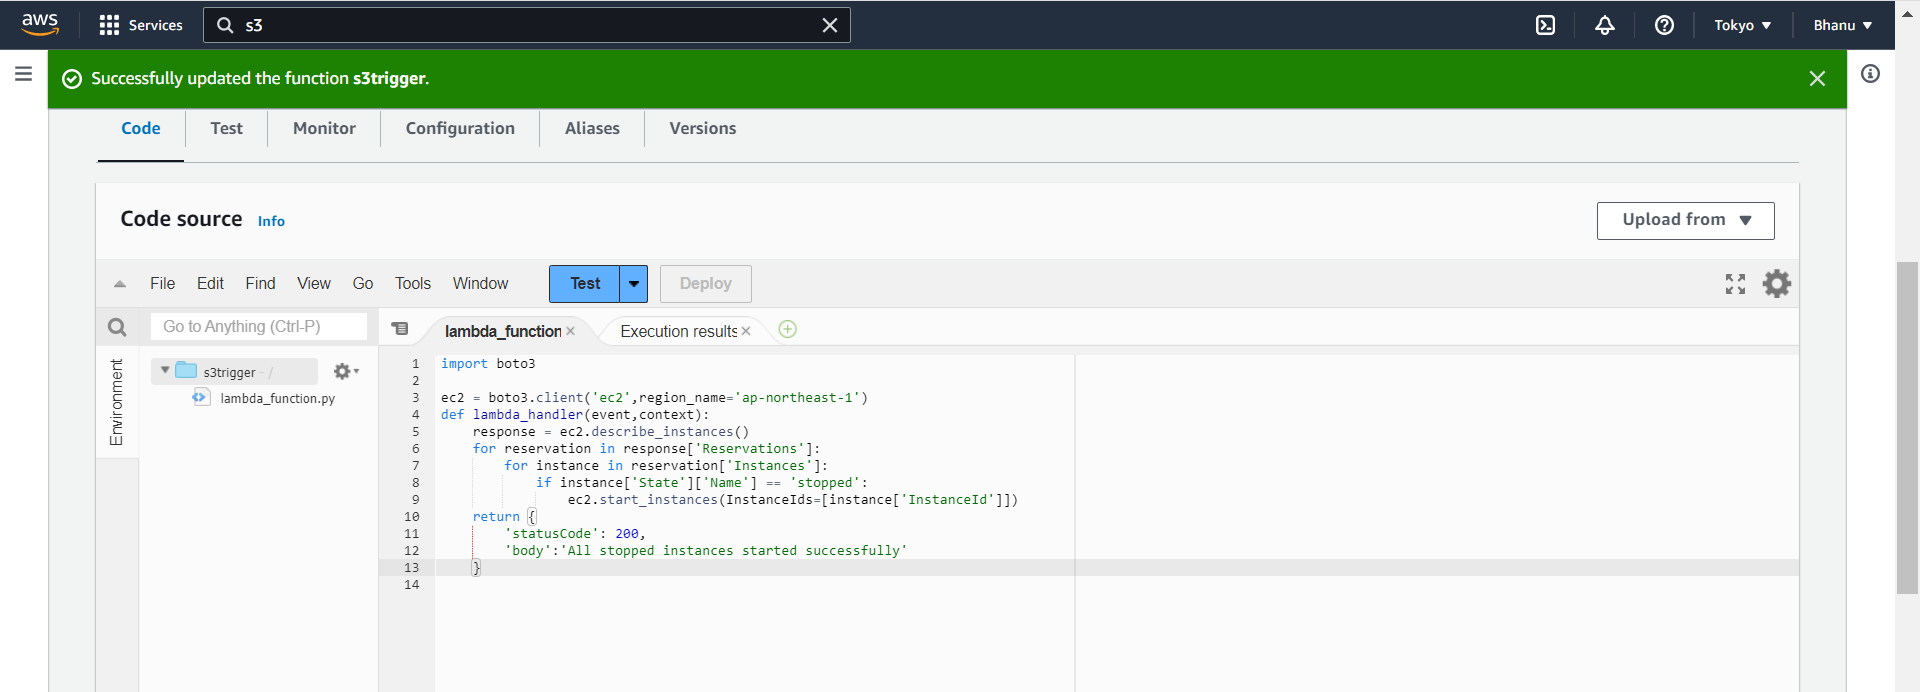 aws
Services
s3
Tokyo ▼
Bhanu ▼
Successfully updated the function s3trigger.
Code
Test
Monitor
Configuration
Aliases
Versions
Code source Info
Upload from ▼
File Edit Find View Go Tools Window
Test
Deploy
Go to Anything (Ctrl-P)
lambda_function
Execution results
Environment
s3trigger - /
lambda_function.py
1 import boto3
2
3 ec2 = boto3.client('ec2',region_name='ap-northeast-1')
4 def lambda_handler(event,context):
5     response = ec2.describe_instances()
6     for reservation in response['Reservations']:
7         for instance in reservation['Instances']:
8             if instance['State']['Name'] == 'stopped':
9                 ec2.start_instances(InstanceIds=[instance['InstanceId']])
10     return {
11         'statusCode': 200,
12         'body':'All stopped instances started successfully'
13     }
14